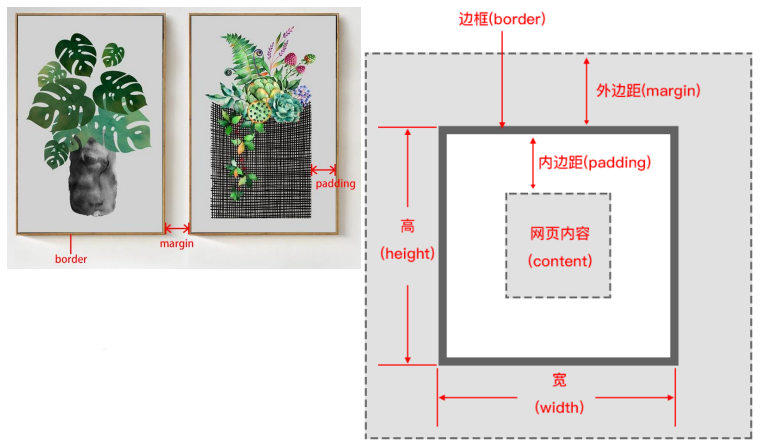 padding
margin
border
边框(border)
外边距(margin)
内边距(padding)
高
(height)
网页内容
(content)
宽
(width)